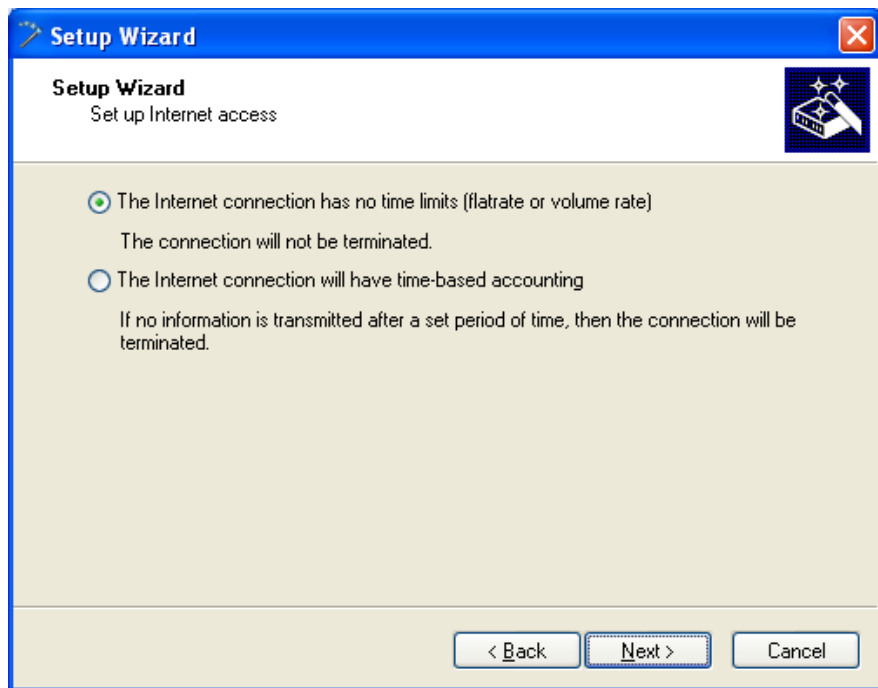 Setup Wizard
Setup Wizard
Set up Internet access
The Internet connection has no time limits (flatrate or volume rate)
The connection will not be terminated.
The Internet connection will have time-based accounting
If no information is transmitted after a set period of time, then the connection will be
terminated.
< Back
Next >
Cancel